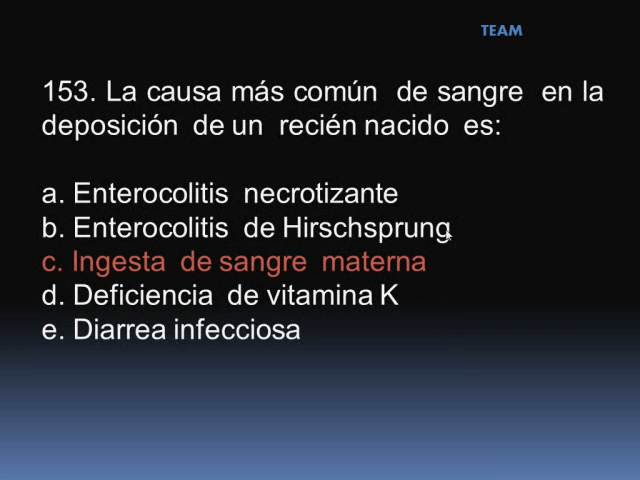 TEAM
153. La causa más común de sangre en la
deposición de un recién nacido es:
a. Enterocolitis necrotizante
b. Enterocolitis de Hirschsprung
c. Ingesta de sangre materna
d. Deficiencia de vitamina K
e. Diarrea infecciosa